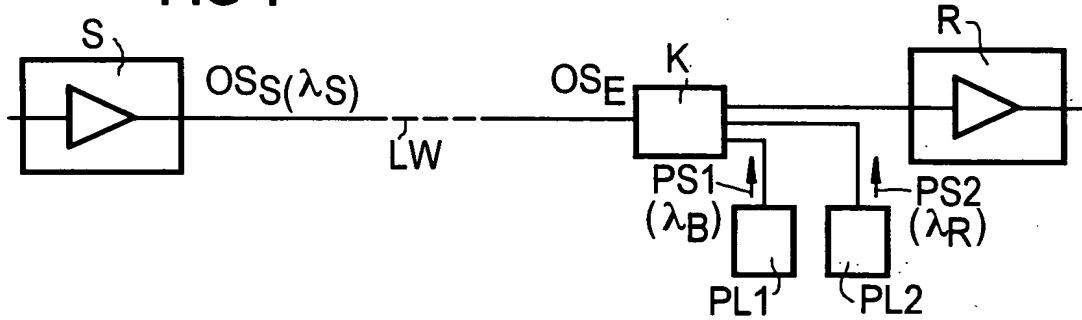 S
OSS(λS)
LW
OSE
K
R
PS1
(λB)
PS2
(λR)
PL1
PL2